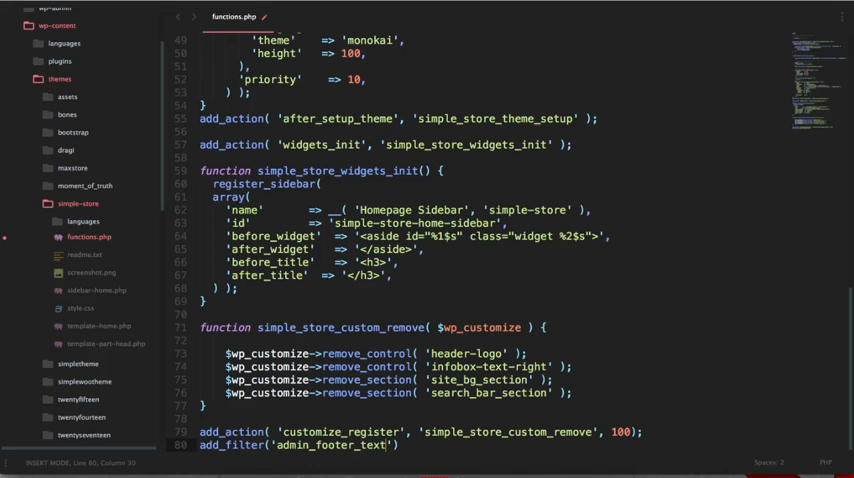 wp-admin
wp-content
languages
plugins
themes
assets
bones
bootstrap
dragi
maxstore
moment_of_truth
simple-store
languages
functions.php
readme.txt
screenshot.png
sidebar-home.php
style.css
template-home.php
template-part-head.php
simpletheme
simplewootheme
twentyfifteen
twentyfourteen
twentyseventeen
functions.php
49 'theme' => 'monokai',
50 'height' => 100,
51 ),
52 'priority' => 10,
53 ) );
54 }
55 add_action( 'after_setup_theme', 'simple_store_theme_setup' );
56
57 add_action( 'widgets_init', 'simple_store_widgets_init' );
58
59 function simple_store_widgets_init() {
60 register_sidebar(
61 array(
62 'name' => __( 'Homepage Sidebar', 'simple-store' ),
63 'id' => 'simple-store-home-sidebar',
64 'before_widget' => '<aside id="%1$s" class="widget %2$s">',
65 'after_widget' => '</aside>',
66 'before_title' => '<h3>',
67 'after_title' => '</h3>',
68 ) );
69 }
70
71 function simple_store_custom_remove( $wp_customize ) {
72
73 $wp_customize->remove_control( 'header-logo' );
74 $wp_customize->remove_control( 'infobox-text-right' );
75 $wp_customize->remove_section( 'site_bg_section' );
76 $wp_customize->remove_section( 'search_bar_section' );
77 }
78
79 add_action( 'customize_register', 'simple_store_custom_remove', 100);
80 add_filter('admin_footer_text')
INSERT MODE, Line 80, Column 30
Spaces: 2
PHP